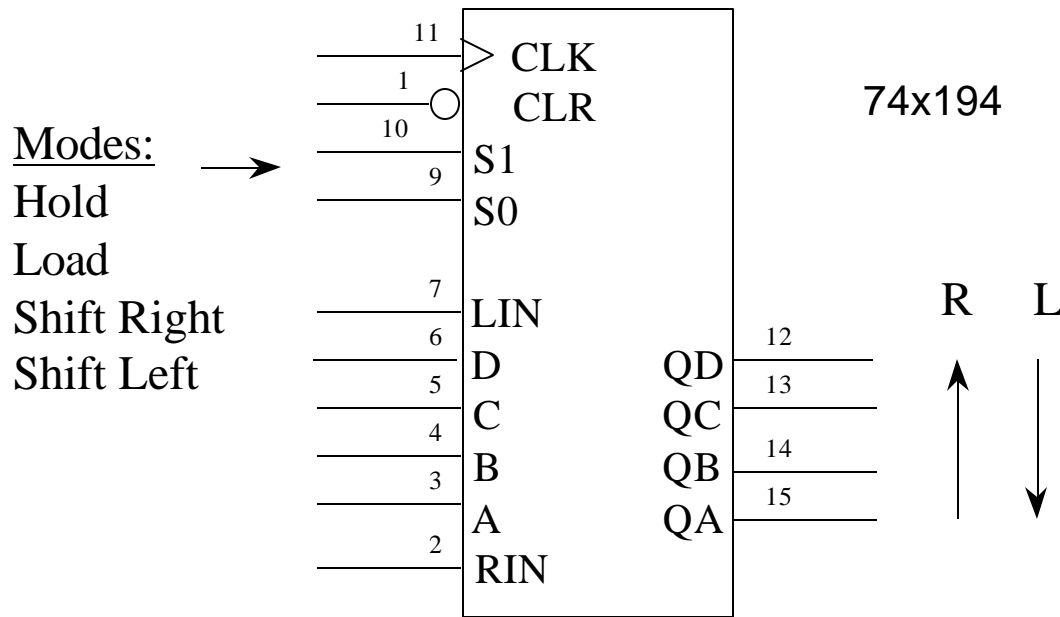 11
CLK
1
CLR
74x194
10
S1
9
S0
Modes:
Hold
Load
Shift Right
Shift Left
7
LIN
6
D
5
C
4
B
3
A
2
RIN
12
QD
13
QC
14
QB
15
QA
R L